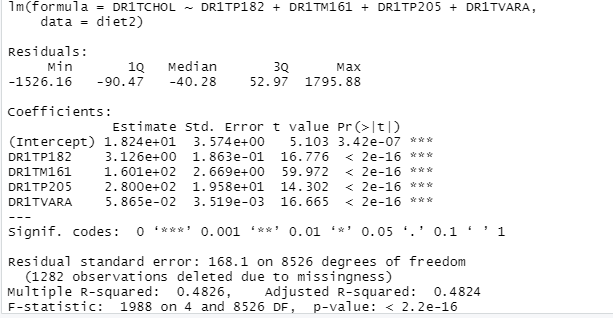 lm(formula = DR1TCHOL ~ DR1TP182 + DR1TM161 + DR1TP205 + DR1TVARA,
    data = diet2)
Residuals:
     Min       1Q   Median       3Q      Max
-1526.16   -90.47   -40.28    52.97  1795.88
Coefficients:
             Estimate Std. Error t value Pr(>|t|)
(Intercept) 1.824e+01  3.574e+00   5.103 3.42e-07 ***
DR1TP182    3.126e+00  1.863e-01  16.776  < 2e-16 ***
DR1TM161    1.601e+02  2.669e+00  59.972  < 2e-16 ***
DR1TP205    2.800e+02  1.958e+01  14.302  < 2e-16 ***
DR1TVARA    5.865e-02  3.519e-03  16.665  < 2e-16 ***
---
Signif. codes:  0 ‘***’ 0.001 ‘**’ 0.01 ‘*’ 0.05 ‘.’ 0.1 ‘ ’ 1
Residual standard error: 168.1 on 8526 degrees of freedom
  (1282 observations deleted due to missingness)
Multiple R-squared:  0.4826,    Adjusted R-squared:  0.4824
F-statistic:  1988 on 4 and 8526 DF,  p-value: < 2.2e-16